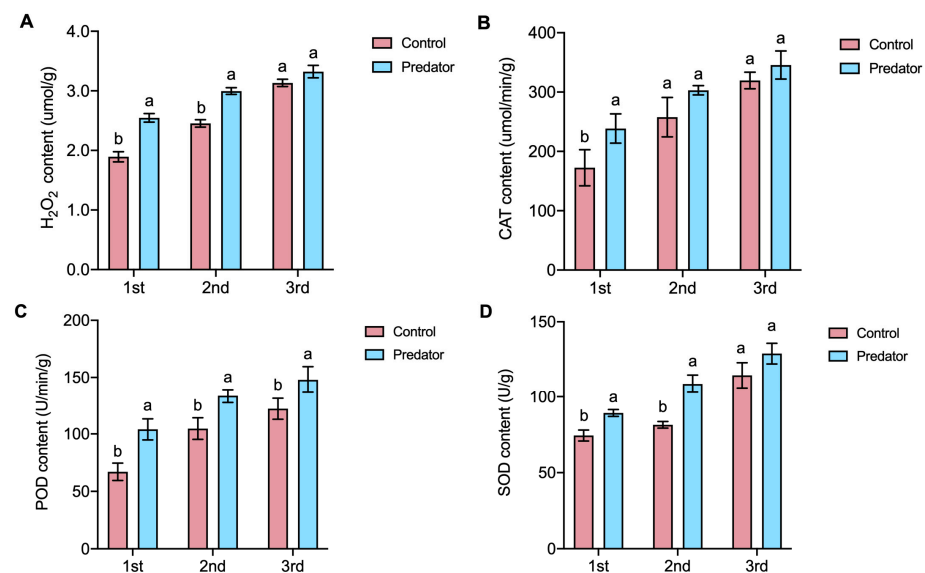 A
H₂O₂ content (umol/g)
4.0
3.0
2.0
1.0
0.0
b
a
b
a
a
a
1st
2nd
3rd
Control
Predator
B
CAT content (umol/min/g)
400
300
200
100
0
b
a
a
a
a
a
1st
2nd
3rd
Control
Predator
C
POD content (U/min/g)
200
150
100
50
0
b
a
b
a
b
a
1st
2nd
3rd
Control
Predator
D
SOD content (U/g)
150
100
50
0
b
a
b
a
a
a
1st
2nd
3rd
Control
Predator